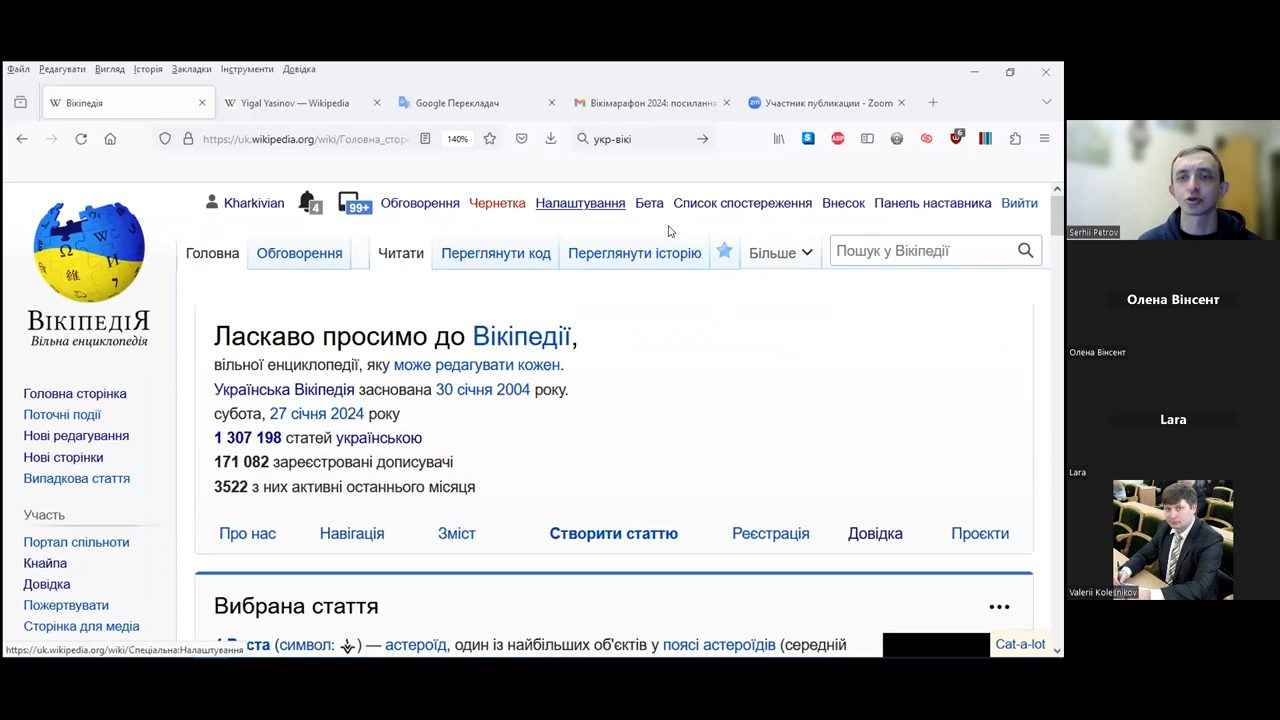 Файл Редагувати Вигляд Історія Закладки Інструменти Довідка
Вікіпедія
Yigal Yasinov — Wikipedia
Google Перекладач
Вікімарафон 2024: посилання
Участник публикации - Zoom
https://uk.wikipedia.org/wiki/Головна_сторі
140%
укр-вікі
6
Kharkivian 4 99+ Обговорення Чернетка Налаштування Бета Список спостереження Внесок Панель наставника Вийти
Головна Обговорення Читати Переглянути код Переглянути історію Більше Пошук у Вікіпедії
ВІКІПЕДІЯ
Вільна енциклопедія
Головна сторінка
Поточні події
Нові редагування
Нові сторінки
Випадкова стаття
Участь
Портал спільноти
Кнайпа
Довідка
Пожертвувати
Сторінка для медіа
Ласкаво просимо до Вікіпедії,
вільної енциклопедії, яку може редагувати кожен.
Українська Вікіпедія заснована 30 січня 2004 року.
субота, 27 січня 2024 року
1 307 198 статей українською
171 082 зареєстровані дописувачі
3522 з них активні останнього місяця
Про нас Навігація Зміст Створити статтю Реєстрація Довідка Проєкти
Вибрана стаття
Веста (символ: ) — астероїд, один із найбільших об'єктів у поясі астероїдів (середній
Cat-a-lot
https://uk.wikipedia.org/wiki/Спеціальна:Налаштування
Serhii Petrov
Олена Вінсент
Олена Вінсент
Lara
Lara
Valerii Kolesnikov